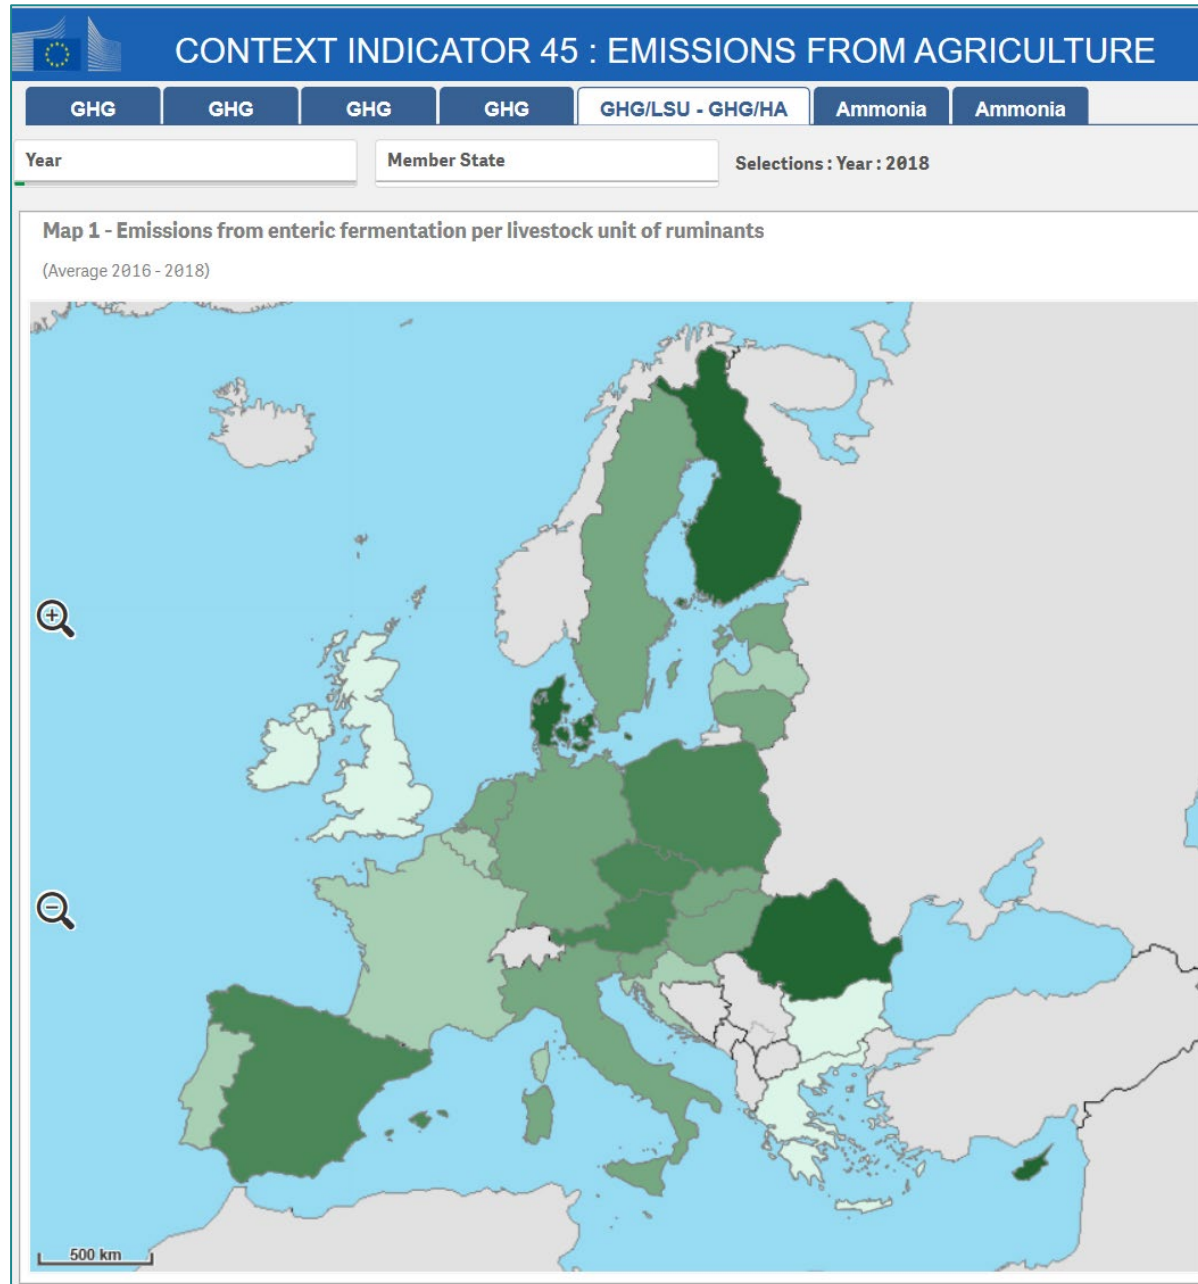 CONTEXT INDICATOR 45 : EMISSIONS FROM AGRICULTURE
GHG GHG GHG GHG GHG/LSU - GHG/HA Ammonia Ammonia
Year Member State Selections : Year : 2018
Map 1 - Emissions from enteric fermentation per livestock unit of ruminants
(Average 2016 - 2018)
500 km